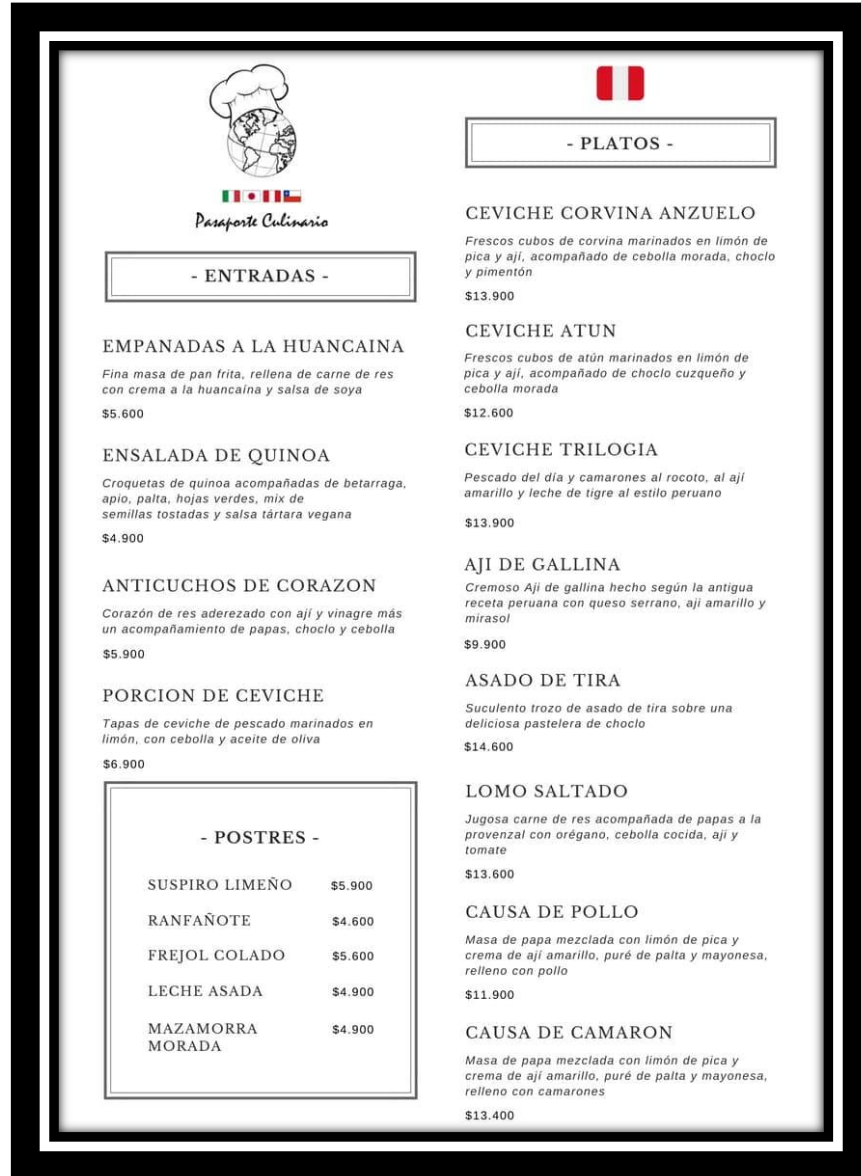 Pasaporte Culinario
- ENTRADAS -
EMPANADAS A LA HUANCAINA
Fina masa de pan frita, rellena de carne de res
con crema a la huancaína y salsa de soya
$5.600
ENSALADA DE QUINOA
Croquetas de quinoa acompañadas de betarraga,
apio, palta, hojas verdes, mix de
semillas tostadas y salsa tártara vegana
$4.900
ANTICUCHOS DE CORAZON
Corazón de res aderezado con ají y vinagre más
un acompañamiento de papas, choclo y cebolla
$5.900
PORCION DE CEVICHE
Tapas de ceviche de pescado marinados en
limón, con cebolla y aceite de oliva
$6.900
- POSTRES -
SUSPIRO LIMEÑO $5.900
RANFAÑOTE $4.600
FREJOL COLADO $5.600
LECHE ASADA $4.900
MAZAMORRA $4.900
MORADA
- PLATOS -
CEVICHE CORVINA ANZUELO
Frescos cubos de corvina marinados en limón de
pica y ají, acompañado de cebolla morada, choclo
y pimentón
$13.900
CEVICHE ATUN
Frescos cubos de atún marinados en limón de
pica y ají, acompañado de choclo cuzqueño y
cebolla morada
$12.600
CEVICHE TRILOGIA
Pescado del día y camarones al rocoto, al ají
amarillo y leche de tigre al estilo peruano
$13.900
AJI DE GALLINA
Cremoso Aji de gallina hecho según la antigua
receta peruana con queso serrano, aji amarillo y
mirasol
$9.900
ASADO DE TIRA
Suculento trozo de asado de tira sobre una
deliciosa pastelera de choclo
$14.600
LOMO SALTADO
Jugosa carne de res acompañada de papas a la
provenzal con orégano, cebolla cocida, aji y
tomate
$13.600
CAUSA DE POLLO
Masa de papa mezclada con limón de pica y
crema de ají amarillo, puré de palta y mayonesa,
relleno con pollo
$11.900
CAUSA DE CAMARON
Masa de papa mezclada con limón de pica y
crema de ají amarillo, puré de palta y mayonesa,
relleno con camarones
$13.400